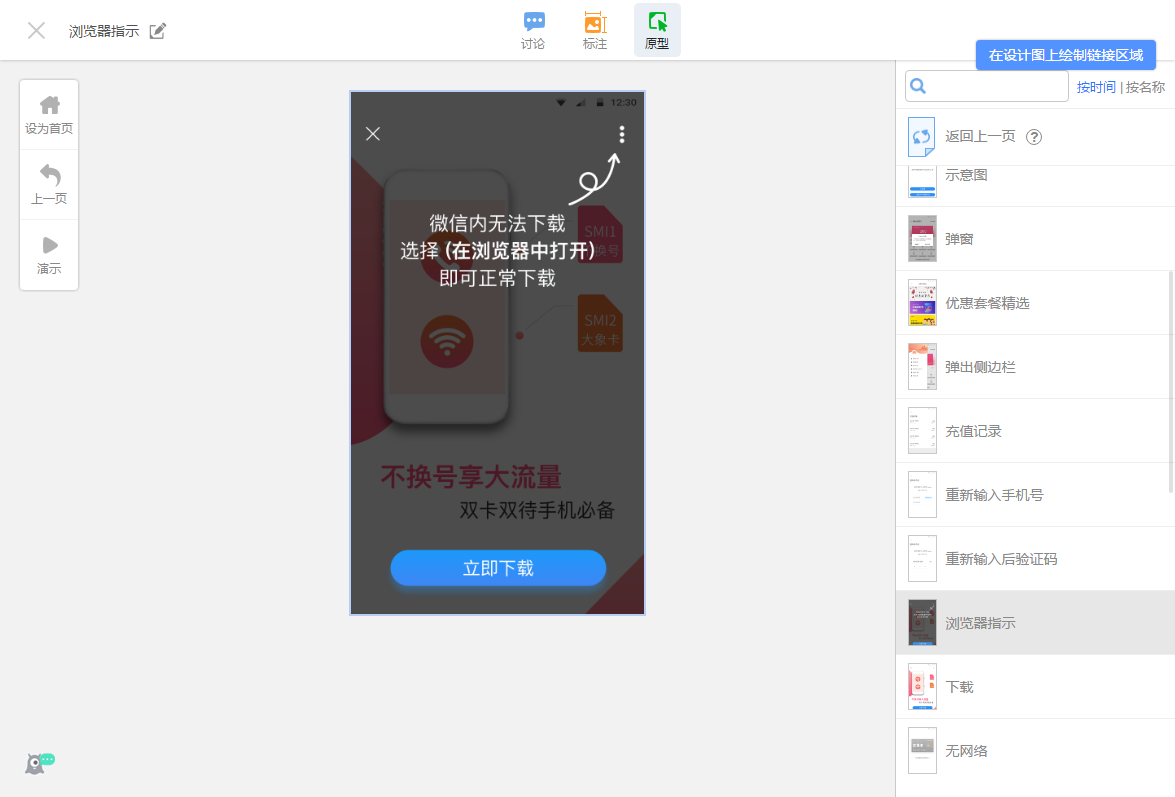 浏览器指示
讨论
标注
原型
在设计图上绘制链接区域
按时间 | 按名称
设为首页
上一页
演示
12:30
微信内无法下载
选择 (在浏览器中打开)
即可正常下载
SMI1
换号
SMI2
大象卡
不换号享大流量
双卡双待手机必备
立即下载
返回上一页 ?
示意图
弹窗
优惠套餐精选
弹出侧边栏
充值记录
重新输入手机号
重新输入后验证码
浏览器指示
下载
无网络